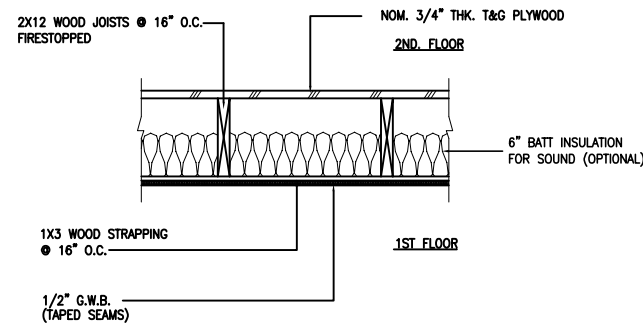 2X12 WOOD JOISTS @ 16" O.C.
FIRESTOPPED
NOM. 3/4" THK. T&G PLYWOOD
2ND. FLOOR
6" BATT INSULATION
FOR SOUND (OPTIONAL)
1X3 WOOD STRAPPING
@ 16" O.C.
1ST FLOOR
1/2" G.W.B.
(TAPED SEAMS)